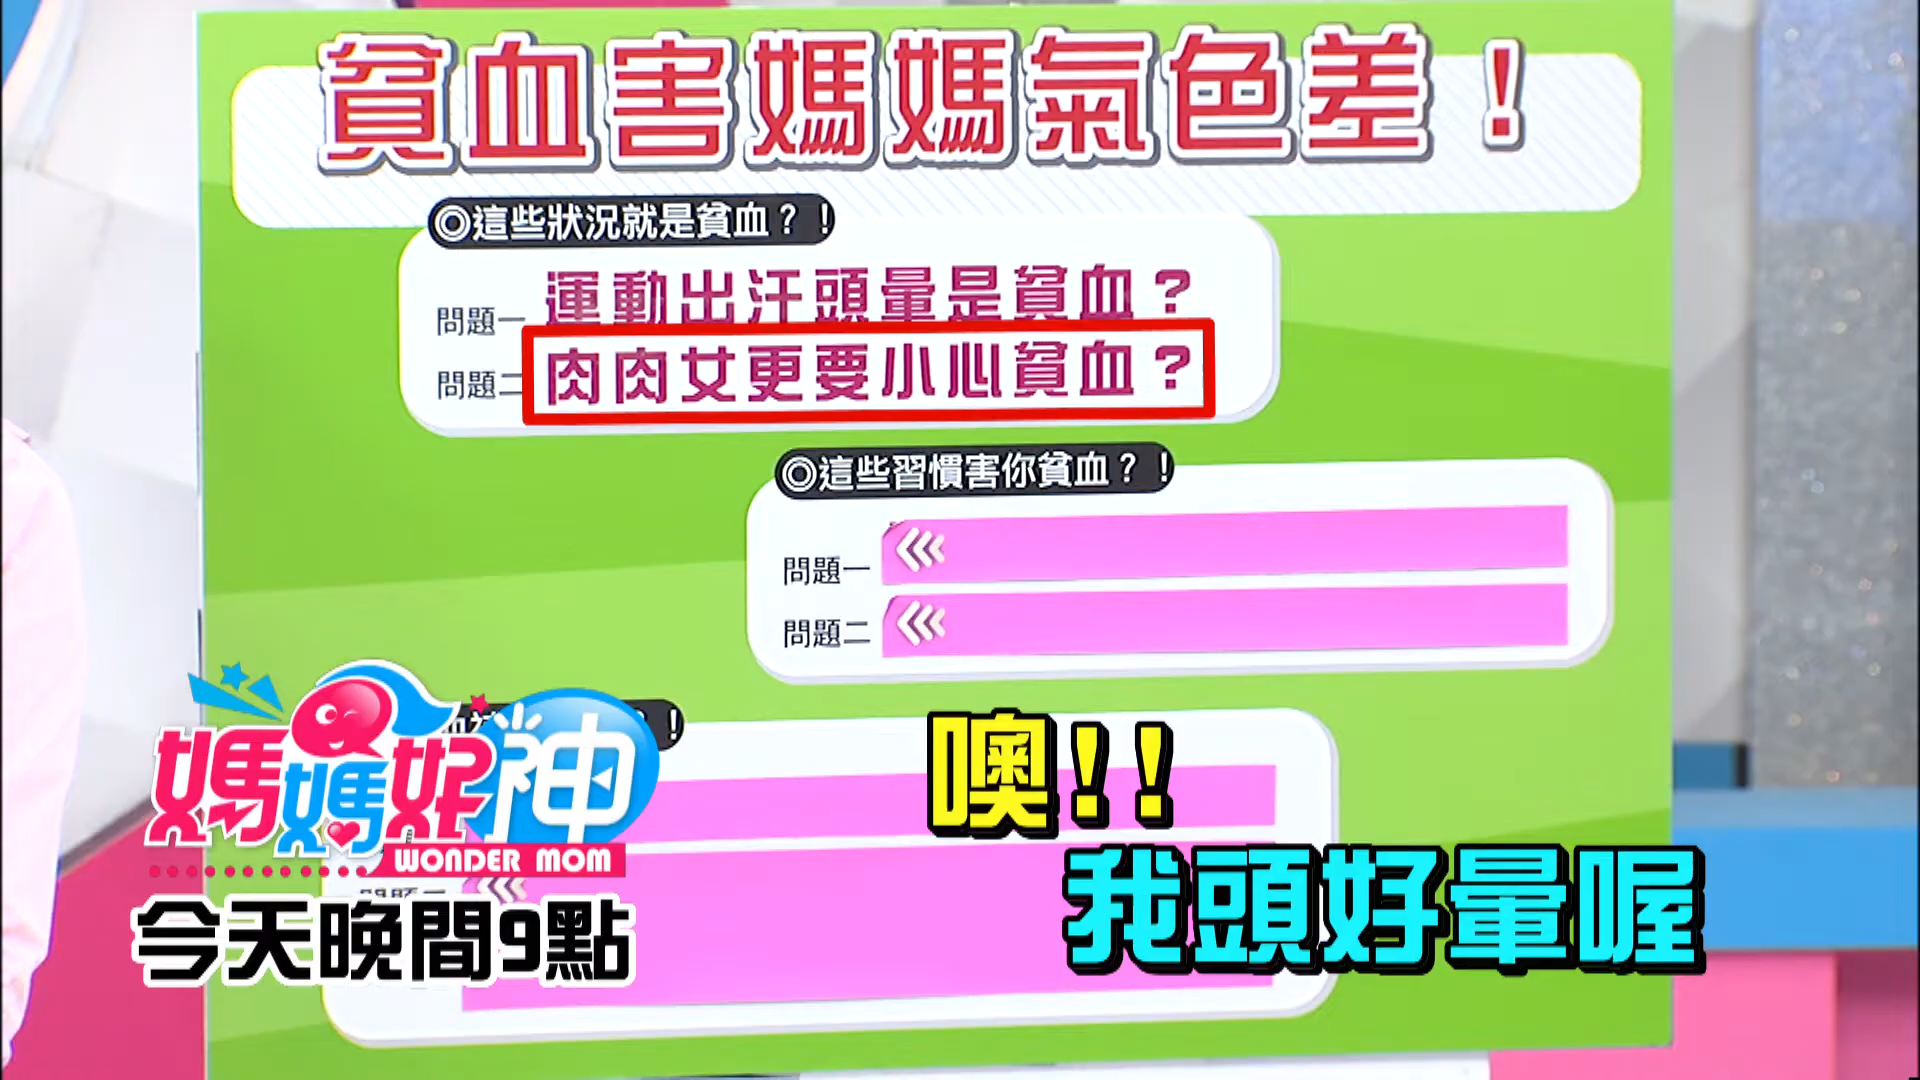 貧血害媽媽氣色差！
◎這些狀況就是貧血？！
問題一 運動出汗頭暈是貧血？
問題二 肉肉女更要小心貧血？
◎這些習慣害你貧血？！
問題一
問題二
？！
媽媽好神
WONDER MOM
今天晚間9點
噢!!
我頭好暈喔